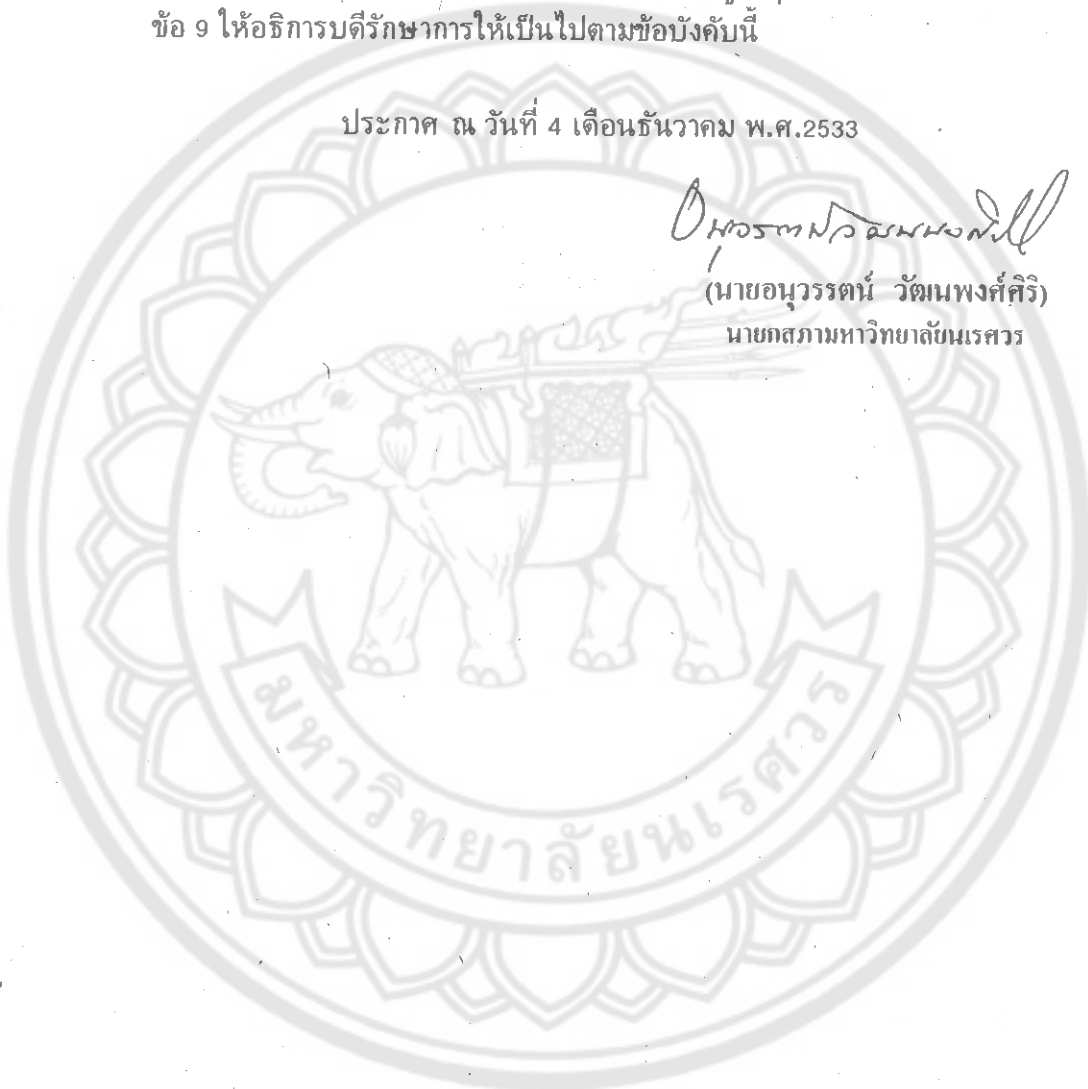 ข้อ 9 ให้อธิการบดีรักษาการให้เป็นไปตามข้อบังคับนี้
ประกาศ ณ วันที่ 4 เดือนธันวาคม พ.ศ.2533
(นายอนุวรรตน์ วัฒนพงศ์ศิริ)
นายกสภามหาวิทยาลัยนเรศวร
มหาวิทยาลัยนเรศวร